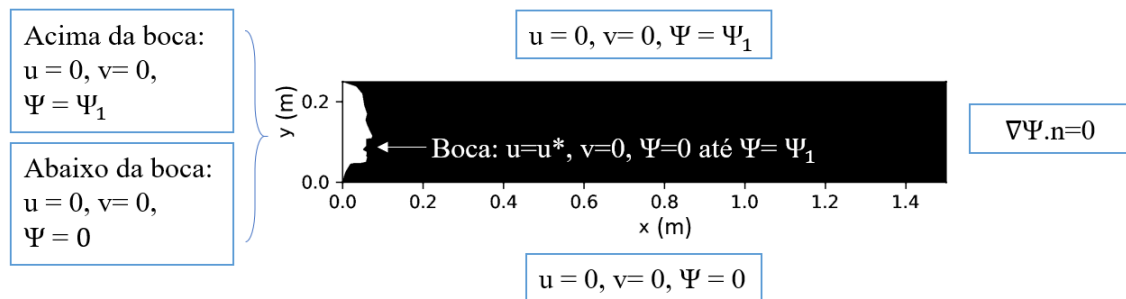 Acima da boca:
u = 0, v= 0,
Ψ = Ψ₁
Abaixo da boca:
u = 0, v= 0,
Ψ = 0
u = 0, v= 0, Ψ = Ψ₁
y (m)
0.2
0.0
Boca: u=u*, v=0, Ψ=0 até Ψ= Ψ₁
0.0 0.2 0.4 0.6 0.8 1.0 1.2 1.4
x (m)
∇Ψ.n=0
u = 0, v= 0, Ψ = 0